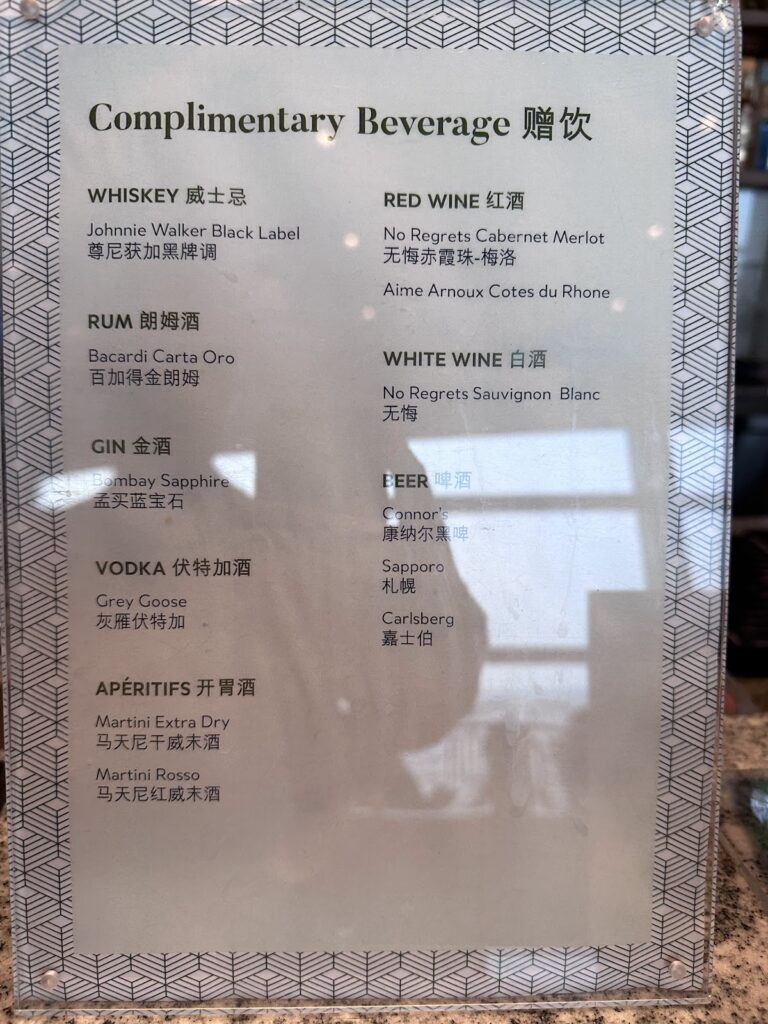 Complimentary Beverage 赠饮
WHISKEY 威士忌
Johnnie Walker Black Label
尊尼获加黑牌调
RUM 朗姆酒
Bacardi Carta Oro
百加得金朗姆
GIN 金酒
Bombay Sapphire
孟买蓝宝石
VODKA 伏特加酒
Grey Goose
灰雁伏特加
APÉRITIFS 开胃酒
Martini Extra Dry
马天尼干威末酒
Martini Rosso
马天尼红威末酒
RED WINE 红酒
No Regrets Cabernet Merlot
无悔赤霞珠-梅洛
Aime Arnoux Cotes du Rhone
WHITE WINE 白酒
No Regrets Sauvignon Blanc
无悔
BEER 啤酒
Connor's
康纳尔黑啤
Sapporo
札幌
Carlsberg
嘉士伯